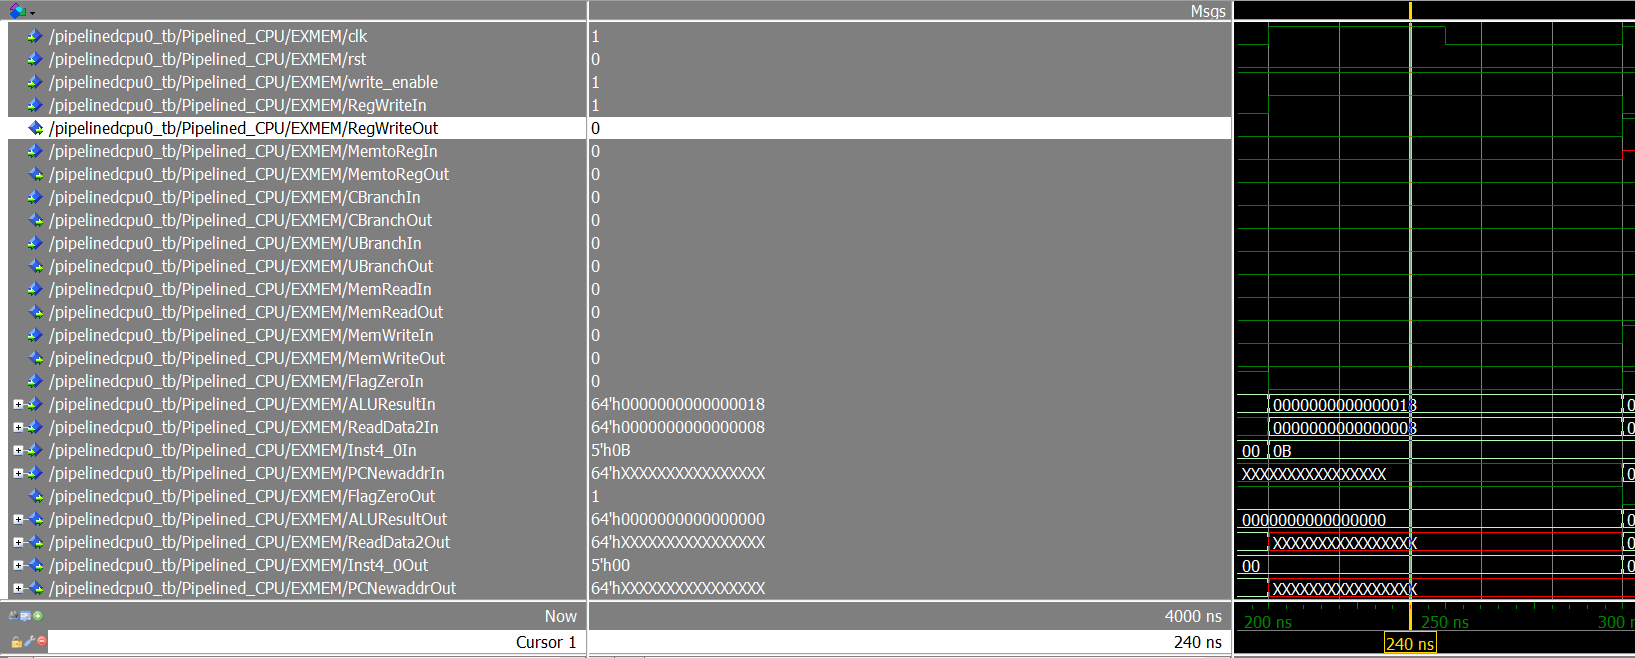 Msgs
/pipelinedcpu0_tb/Pipelined_CPU/EXMEM/clk 1
/pipelinedcpu0_tb/Pipelined_CPU/EXMEM/rst 0
/pipelinedcpu0_tb/Pipelined_CPU/EXMEM/write_enable 1
/pipelinedcpu0_tb/Pipelined_CPU/EXMEM/RegWriteIn 1
/pipelinedcpu0_tb/Pipelined_CPU/EXMEM/RegWriteOut 0
/pipelinedcpu0_tb/Pipelined_CPU/EXMEM/MemtoRegIn 0
/pipelinedcpu0_tb/Pipelined_CPU/EXMEM/MemtoRegOut 0
/pipelinedcpu0_tb/Pipelined_CPU/EXMEM/CBranchIn 0
/pipelinedcpu0_tb/Pipelined_CPU/EXMEM/CBranchOut 0
/pipelinedcpu0_tb/Pipelined_CPU/EXMEM/UBranchIn 0
/pipelinedcpu0_tb/Pipelined_CPU/EXMEM/UBranchOut 0
/pipelinedcpu0_tb/Pipelined_CPU/EXMEM/MemReadIn 0
/pipelinedcpu0_tb/Pipelined_CPU/EXMEM/MemReadOut 0
/pipelinedcpu0_tb/Pipelined_CPU/EXMEM/MemWriteIn 0
/pipelinedcpu0_tb/Pipelined_CPU/EXMEM/MemWriteOut 0
/pipelinedcpu0_tb/Pipelined_CPU/EXMEM/FlagZeroIn 0
/pipelinedcpu0_tb/Pipelined_CPU/EXMEM/ALUResultIn 64'h0000000000000018 0000000000000018 0
/pipelinedcpu0_tb/Pipelined_CPU/EXMEM/ReadData2In 64'h0000000000000008 0000000000000008 0
/pipelinedcpu0_tb/Pipelined_CPU/EXMEM/Inst4_0In 5'h0B 00 0B
/pipelinedcpu0_tb/Pipelined_CPU/EXMEM/PCNewaddrIn 64'hXXXXXXXXXXXXXXXX XXXXXXXXXXXXXXXX 0
/pipelinedcpu0_tb/Pipelined_CPU/EXMEM/FlagZeroOut 1
/pipelinedcpu0_tb/Pipelined_CPU/EXMEM/ALUResultOut 64'h0000000000000000 0000000000000000 0
/pipelinedcpu0_tb/Pipelined_CPU/EXMEM/ReadData2Out 64'hXXXXXXXXXXXXXXXX XXXXXXXXXXXXXXXX 0
/pipelinedcpu0_tb/Pipelined_CPU/EXMEM/Inst4_0Out 5'h00 00 0
/pipelinedcpu0_tb/Pipelined_CPU/EXMEM/PCNewaddrOut 64'hXXXXXXXXXXXXXXXX XXXXXXXXXXXXXXXX 0
Now 4000 ns 200 ns 250 ns 300
Cursor 1 240 ns 240 ns